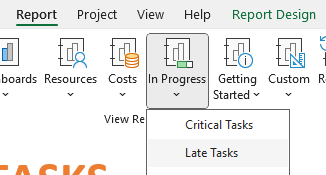 Report Project View Help Report Design
Resources Costs In Progress Getting Started Custom
View Re
Critical Tasks
Late Tasks
TASKS